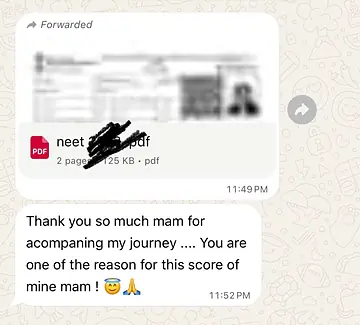 Forwarded
PDF
neet pdf
2 pages 125 KB • pdf
11:49 PM
Thank you so much mam for
acompaning my journey .... You are
one of the reason for this score of
mine mam ! 😇🙏
11:52 PM